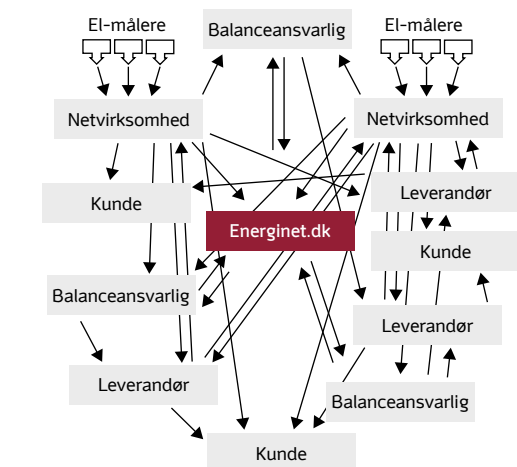 El-målere
Balanceansvarlig
El-målere
Netvirksomhed
Netvirksomhed
Kunde
Leverandør
Energinet.dk
Kunde
Balanceansvarlig
Leverandør
Leverandør
Balanceansvarlig
Kunde